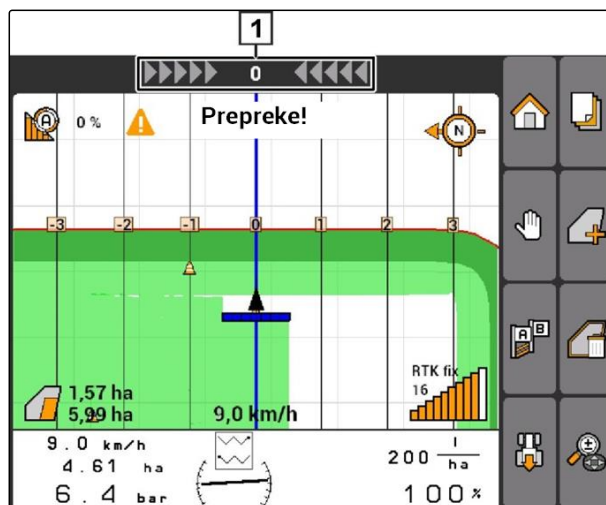 1
0
0 % Prepreke! N
A
-3 -2 -1 0 1 2 3
A B
RTK fix
16
1,57 ha
5,99 ha 9,0 km/h
9.0 km/h
4.61 ha
6.4 bar
200 l/ha
100 %